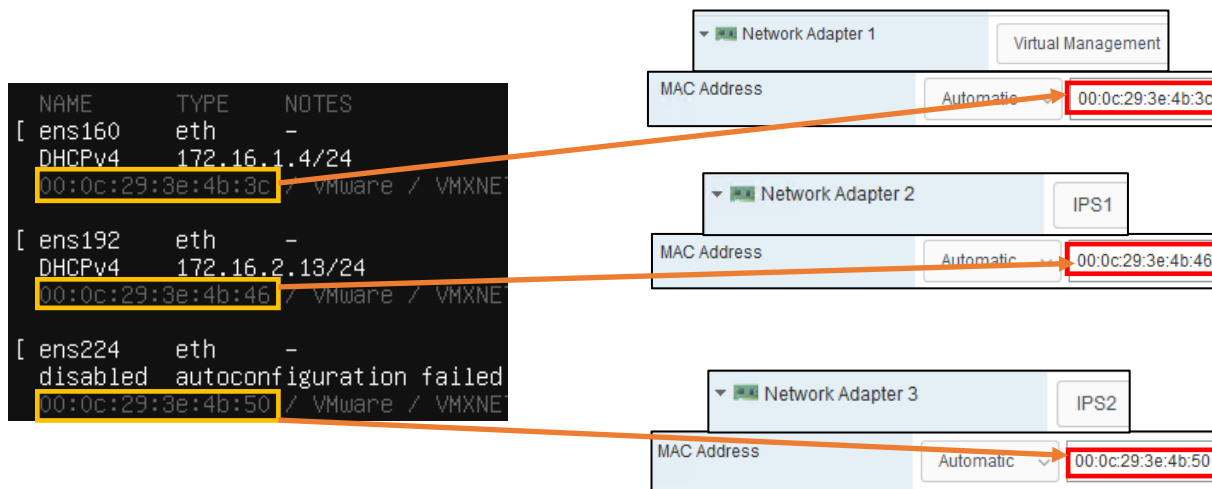 NAME TYPE NOTES
[ ens160 eth -
DHCPv4 172.16.1.4/24
00:0c:29:3e:4b:3c / VMware / VMXNE
[ ens192 eth -
DHCPv4 172.16.2.13/24
00:0c:29:3e:4b:46 / VMware / VMXNE
[ ens224 eth -
disabled autoconfiguration failed
00:0c:29:3e:4b:50 / VMware / VMXNE
Network Adapter 1 Virtual Management
MAC Address Automatic 00:0c:29:3e:4b:3c
Network Adapter 2 IPS1
MAC Address Automatic 00:0c:29:3e:4b:46
Network Adapter 3 IPS2
MAC Address Automatic 00:0c:29:3e:4b:50